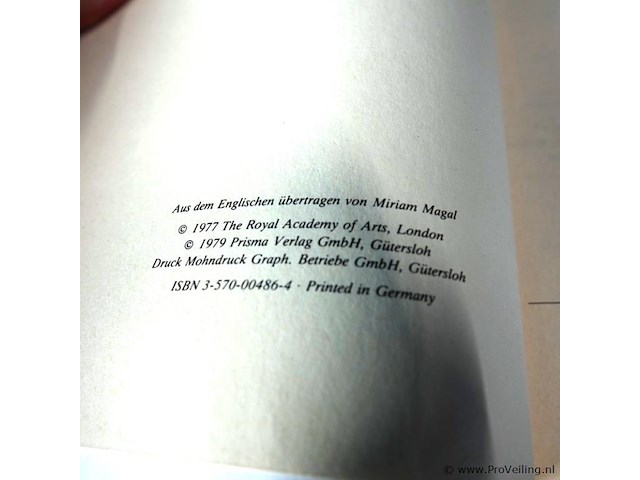 Aus dem Englischen übertragen von Miriam Magal
© 1977 The Royal Academy of Arts, London
© 1979 Prisma Verlag GmbH, Gütersloh
Druck Mohndruck Graph. Betriebe GmbH, Gütersloh
ISBN 3-570-00486-4 · Printed in Germany
© www.ProVeiling.nl